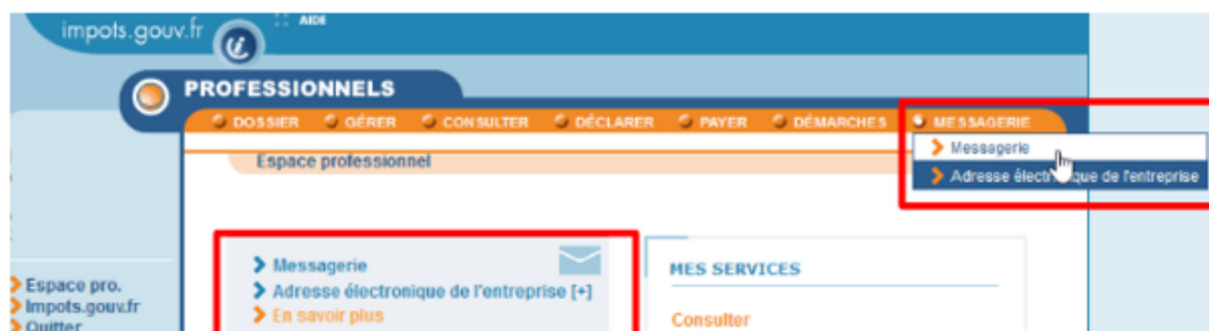 impots.gouv.fr
AIDE
PROFESSIONNELS
DOSSIER GÉRER CONSULTER DÉCLARER PAYER DÉMARCHES MESSAGERIE
Messagerie
Espace professionnel
Adresse électronique de l'entreprise
Messagerie
Adresse électronique de l'entreprise [+]
En savoir plus
MES SERVICES
Consulter
Espace pro.
Impots.gouv.fr
Quitter